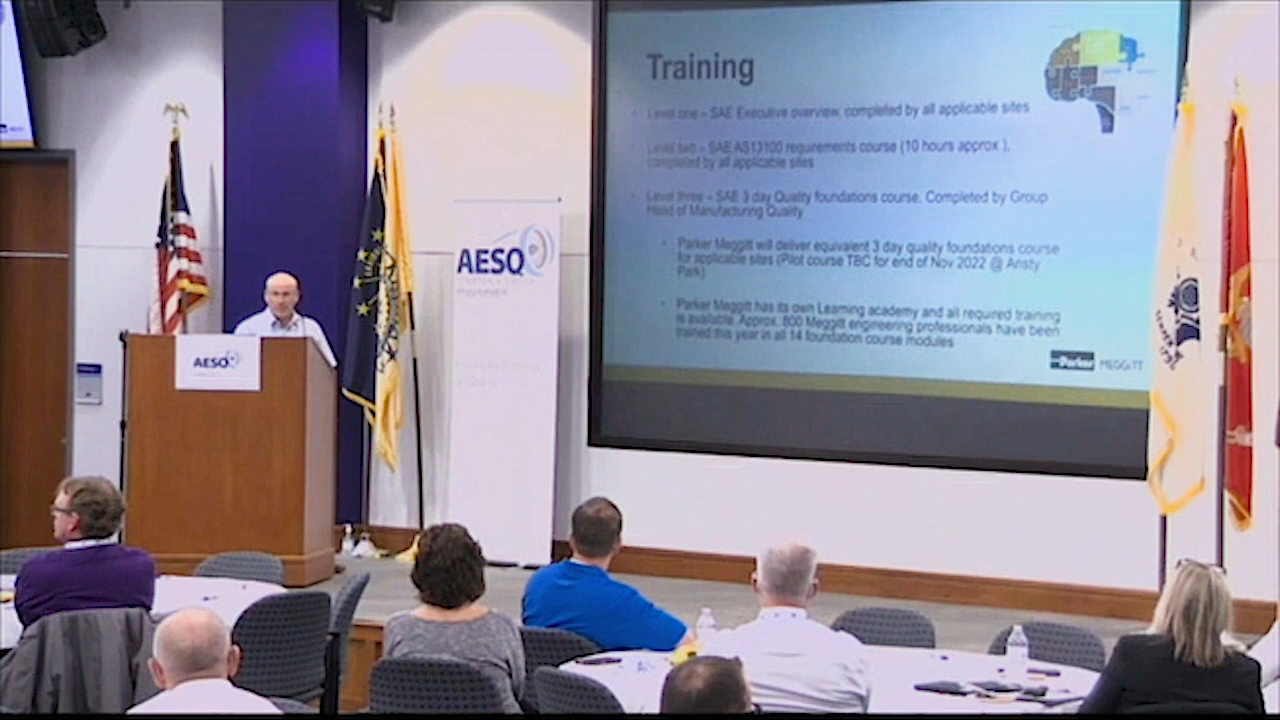 Training
Level one – SAE Executive overview, completed by all applicable sites
Level two – SAE AS13100 requirements course (10 hours approx.),
completed by all applicable sites
Level three – SAE 3 day Quality foundations course. Completed by Group
Head of Manufacturing Quality
Parker Meggitt will deliver equivalent 3 day quality foundations course
for applicable sites (Pilot course TBC for end of Nov 2022 @ Ansty
Park)
Parker Meggitt has its own Learning academy and all required training
is available. Approx. 800 Meggitt engineering professionals have been
trained this year in all 14 foundation course modules
Parker MEGGITT
AESQ
AESQ